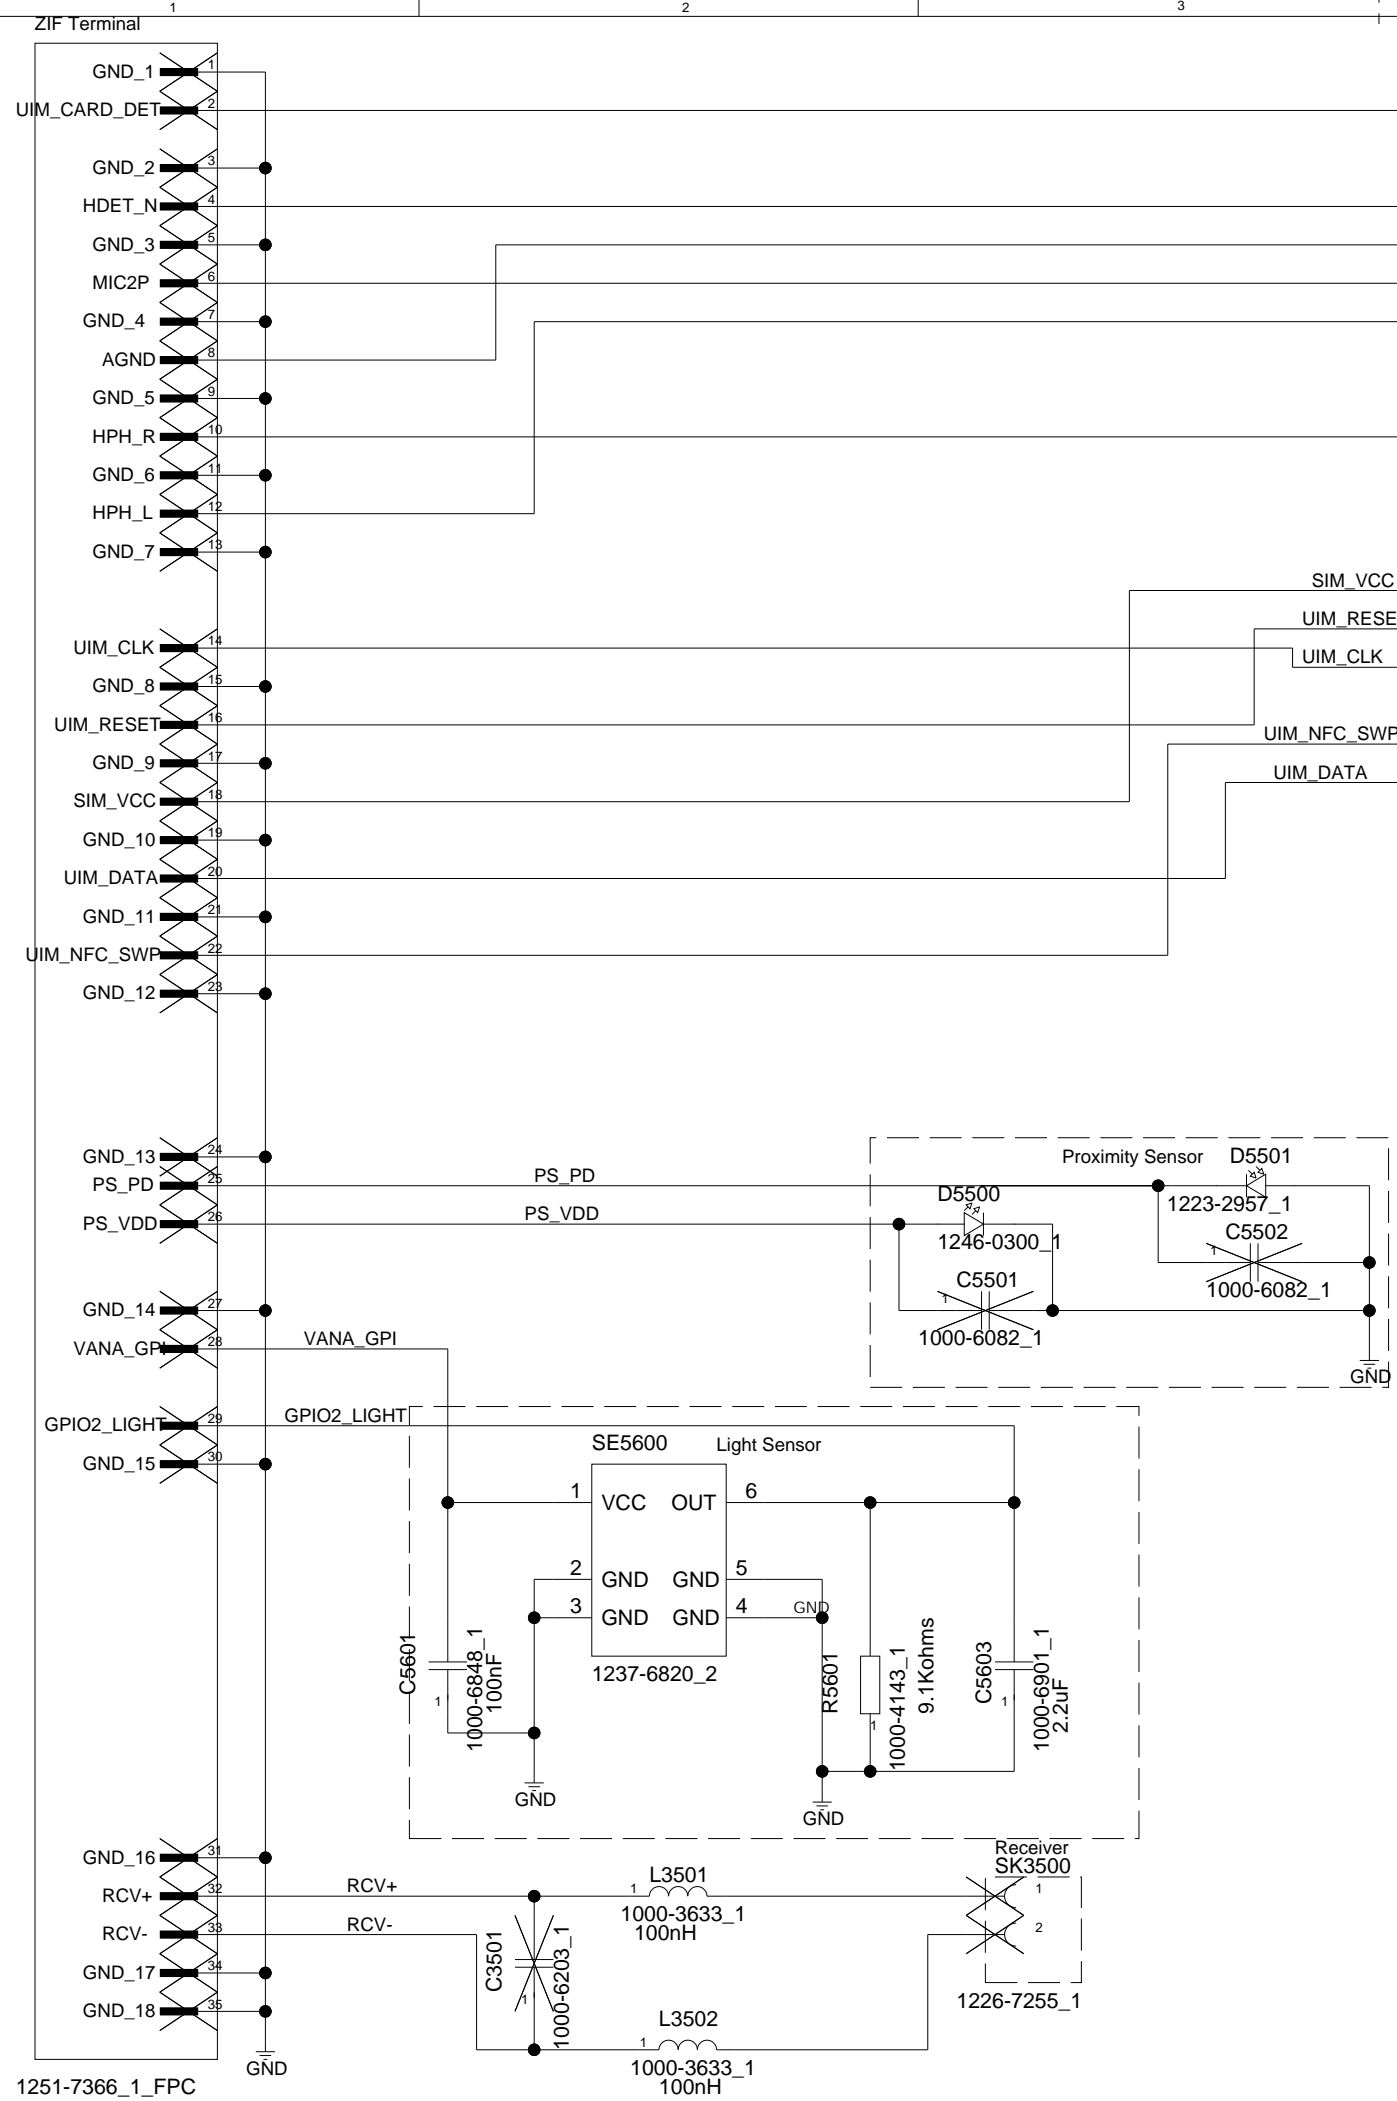 1
2
3
ZIF Terminal
GND_1 1
UIM_CARD_DET 2
GND_2 3
HDET_N 4
GND_3 5
MIC2P 6
GND_4 7
AGND 8
GND_5 9
HPH_R 10
GND_6 11
HPH_L 12
GND_7 13
SIM_VCC
UIM_RESE
UIM_CLK 14
UIM_CLK
GND_8 15
UIM_RESET 16
UIM_NFC_SWP
GND_9 17
UIM_DATA
SIM_VCC 18
GND_10 19
UIM_DATA 20
GND_11 21
UIM_NFC_SWP 22
GND_12 23
GND_13 24
PS_PD 25
PS_PD
PS_VDD 26
PS_VDD
Proximity Sensor
D5501
1223-2957_1
D5500
1246-0300_1
C5502
1
1000-6082_1
C5501
1
1000-6082_1
GND
GND_14 27
VANA_GPI 28
VANA_GPI
GPIO2_LIGHT 29
GPIO2_LIGHT
GND_15 30
SE5600
Light Sensor
1 VCC OUT 6
2 GND GND 5
3 GND GND 4
GND
1237-6820_2
C5601
1
1000-6848_1
100nF
R5601
1
1000-4143_1
9.1Kohms
C5603
1
1000-6901_1
2.2uF
GND
GND
GND_16 31
RCV+ 32
RCV+
RCV- 33
RCV-
GND_17 34
GND_18 35
GND
L3501
1
1000-3633_1
100nH
C3501
1
1000-6203_1
L3502
1
1000-3633_1
100nH
Receiver
SK3500
1
2
1226-7255_1
1251-7366_1_FPC